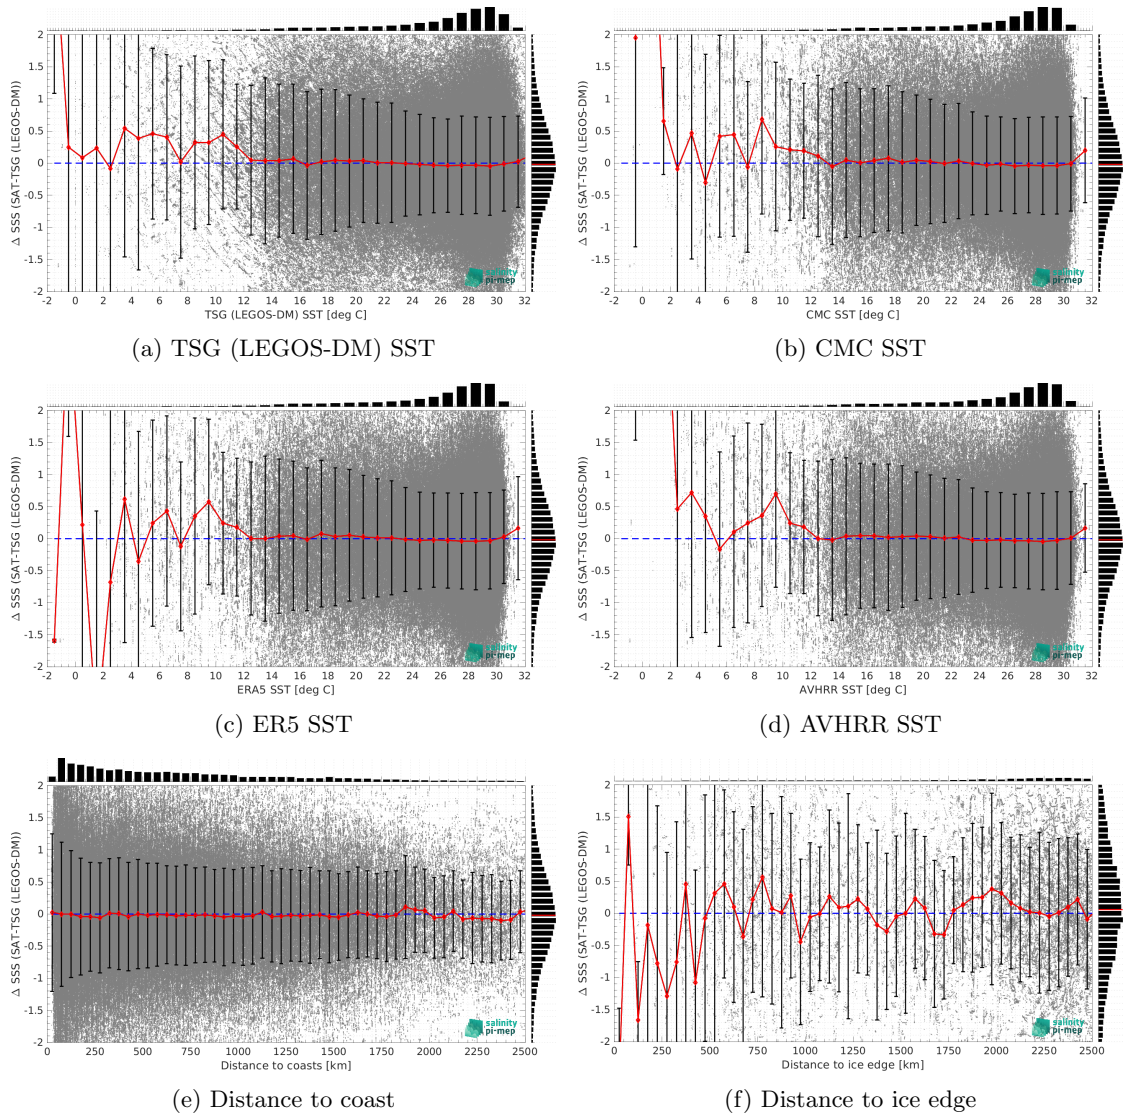 2
1.5
1
0.5
0
-0.5
-1
-1.5
-2
Δ SSS (SAT-TSG (LEGOS-DM))
-2 0 2 4 6 8 10 12 14 16 18 20 22 24 26 28 30 32
TSG (LEGOS-DM) SST [deg C]
salinity
pi-mep
(a) TSG (LEGOS-DM) SST
2
1.5
1
0.5
0
-0.5
-1
-1.5
-2
Δ SSS (SAT-TSG (LEGOS-DM))
-2 0 2 4 6 8 10 12 14 16 18 20 22 24 26 28 30 32
CMC SST [deg C]
salinity
pi-mep
(b) CMC SST
2
1.5
1
0.5
0
-0.5
-1
-1.5
-2
Δ SSS (SAT-TSG (LEGOS-DM))
-2 0 2 4 6 8 10 12 14 16 18 20 22 24 26 28 30 32
ERA5 SST [deg C]
salinity
pi-mep
(c) ER5 SST
2
1.5
1
0.5
0
-0.5
-1
-1.5
-2
Δ SSS (SAT-TSG (LEGOS-DM))
-2 0 2 4 6 8 10 12 14 16 18 20 22 24 26 28 30 32
AVHRR SST [deg C]
salinity
pi-mep
(d) AVHRR SST
2
1.5
1
0.5
0
-0.5
-1
-1.5
-2
Δ SSS (SAT-TSG (LEGOS-DM))
0 250 500 750 1000 1250 1500 1750 2000 2250 2500
Distance to coasts [km]
salinity
pi-mep
(e) Distance to coast
2
1.5
1
0.5
0
-0.5
-1
-1.5
-2
Δ SSS (SAT-TSG (LEGOS-DM))
0 250 500 750 1000 1250 1500 1750 2000 2250 2500
Distance to ice edge [km]
salinity
pi-mep
(f) Distance to ice edge